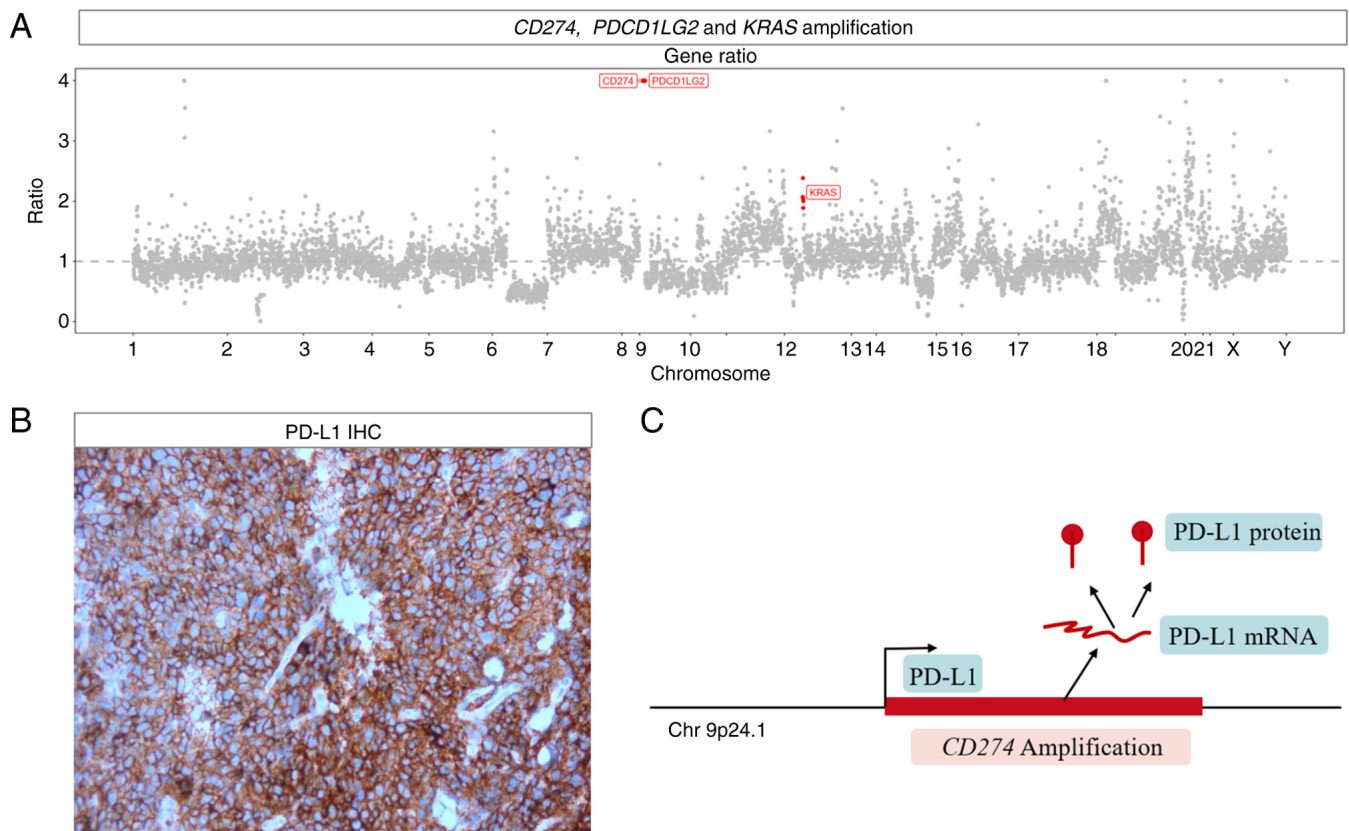 A
CD274, PDCD1LG2 and KRAS amplification
Gene ratio
4
3
2
1
0
Ratio
CD274
PDCD1LG2
KRAS
1 2 3 4 5 6 7 8 9 10 12 13 14 15 16 17 18 20 21 X Y
Chromosome
B
PD-L1 IHC
C
PD-L1 protein
PD-L1 mRNA
PD-L1
Chr 9p24.1
CD274 Amplification